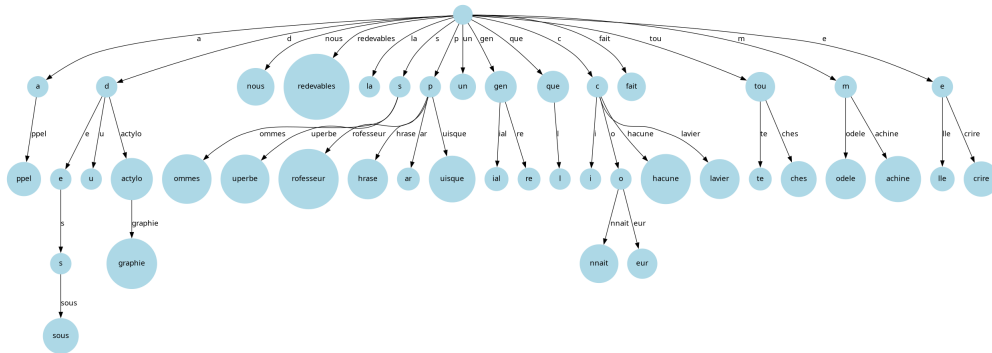 a d nous redevables la s p un gen que c fait tou m e
a d nous redevables la s p un gen que c fait tou m e
ppel e u actylo ommes uperbe rofesseur hrase ar uisque ial re l i o hacune lavier te ches odele achine lle crire
ppel e u actylo ommes uperbe rofesseur hrase ar uisque ial re l i o hacune lavier te ches odele achine lle crire
s graphie nnait eur
s graphie nnait eur
sous
sous